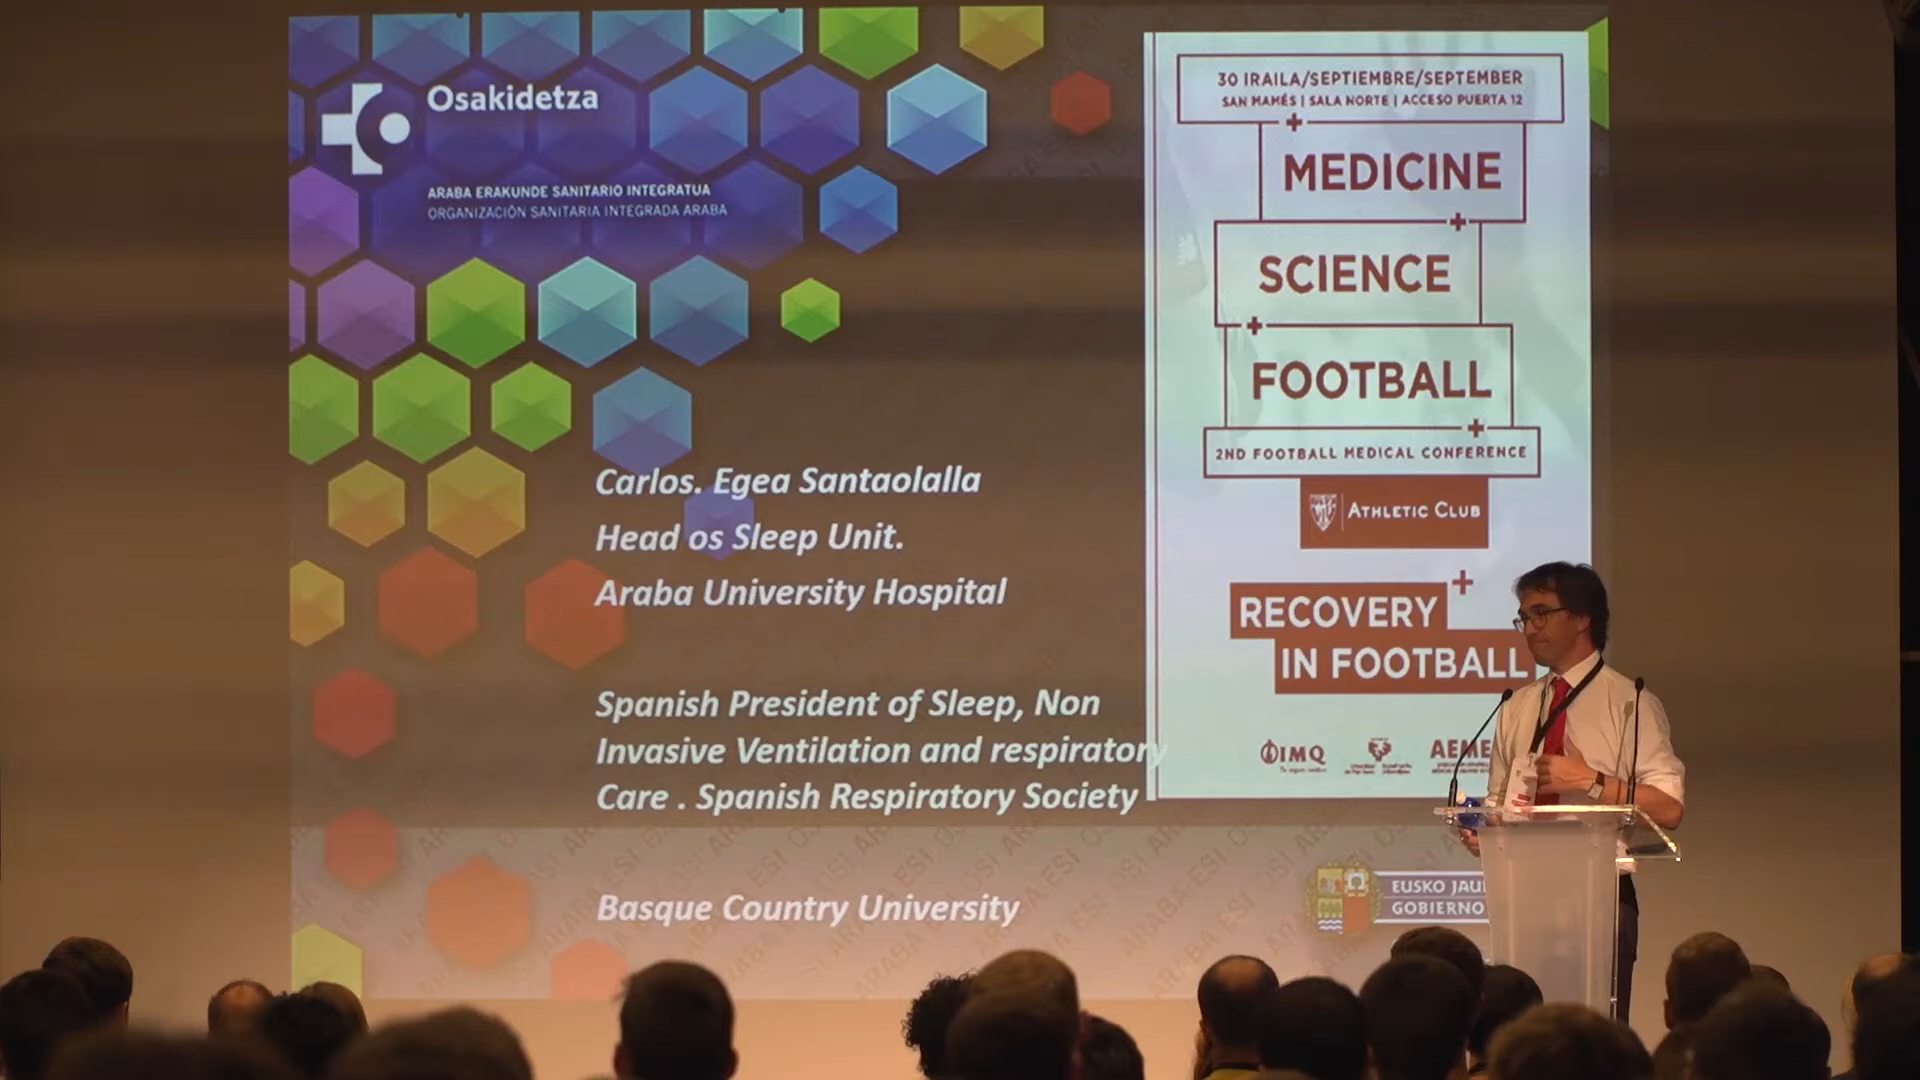 Osakidetza
ARABA ERAKUNDE SANITARIO INTEGRATUA
ORGANIZACIÓN SANITARIA INTEGRADA ARABA
Carlos. Egea Santaolalla
Head os Sleep Unit.
Araba University Hospital
Spanish President of Sleep, Non
Invasive Ventilation and respiratory
Care . Spanish Respiratory Society
Basque Country University
30 IRAILA/SEPTIEMBRE/SEPTEMBER
SAN MAMÉS | SALA NORTE | ACCESO PUERTA 12
MEDICINE
SCIENCE
FOOTBALL
2ND FOOTBALL MEDICAL CONFERENCE
ATHLETIC CLUB
RECOVERY
IN FOOTBALL
IMQ
EUSKO
GOBIERNO